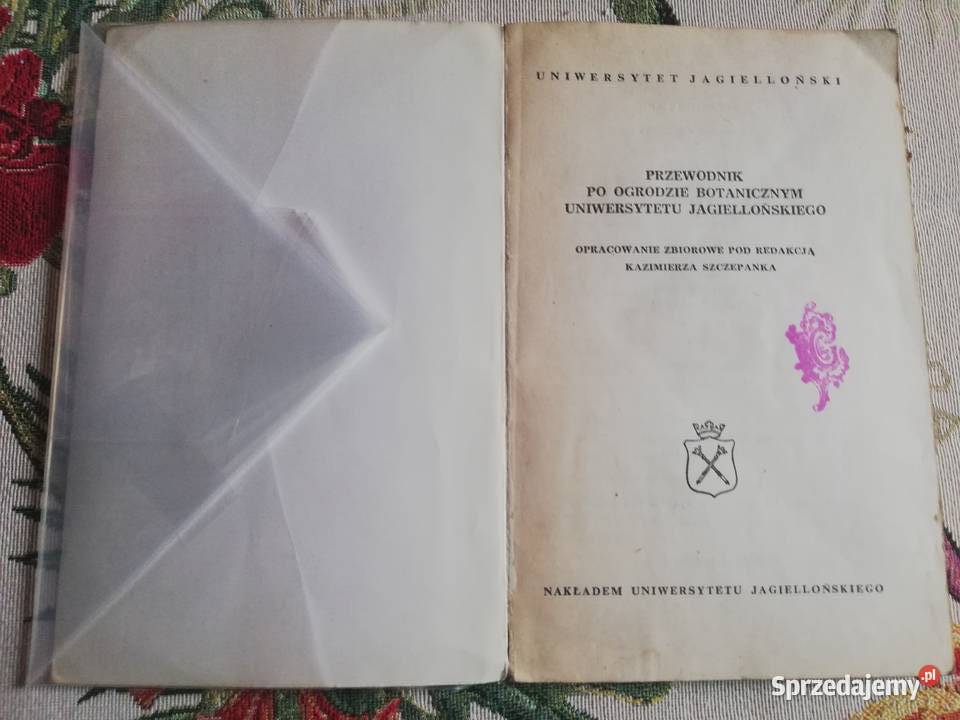 UNIWERSYTET JAGIELLOŃSKI
PRZEWODNIK
PO OGRODZIE BOTANICZNYM
UNIWERSYTETU JAGIELLOŃSKIEGO
OPRACOWANIE ZBIOROWE POD REDAKCJĄ
KAZIMIERZA SZCZEPANKA
NAKŁADEM UNIWERSYTETU JAGIELLOŃSKIEGO
Sprzedajemy.pl